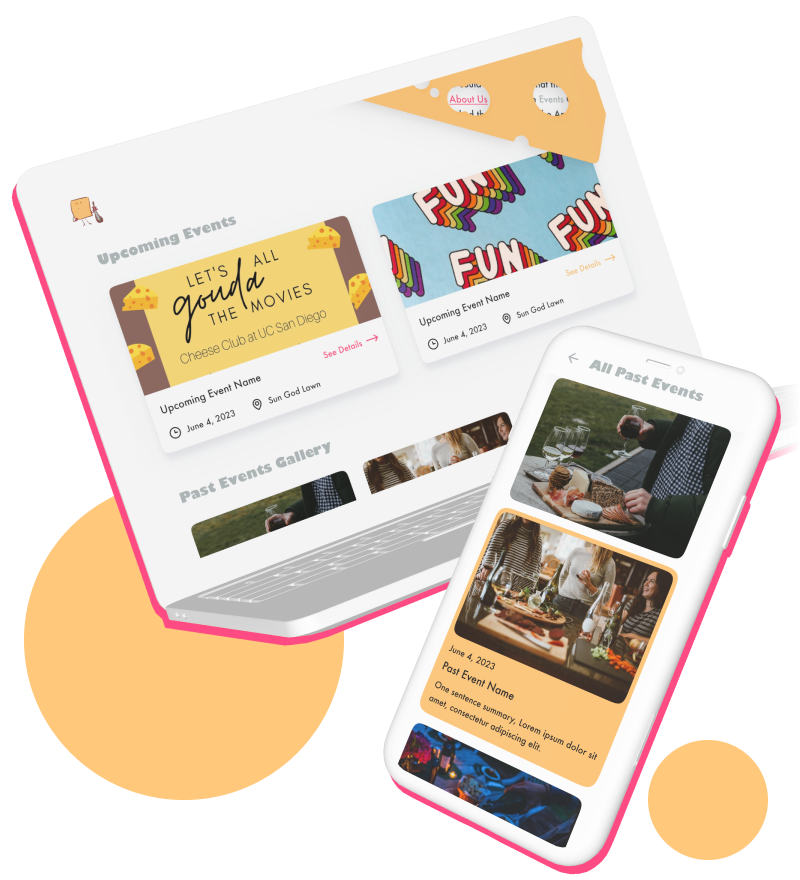 ould
About Us
Events
Upcoming Events
LET'S ALL
gouda
THE MOVIES
Cheese Club at UC San Diego
See Details →
Upcoming Event Name
June 4, 2023
Sun God Lawn
FUN
FUN
FUN
See Details →
Upcoming Event Name
June 4, 2023
Sun God Lawn
Past Events Gallery
← All Past Events
June 4, 2023
Past Event Name
One sentence summary, Lorem ipsum dolor sit
amet, consectetur adipiscing elit.